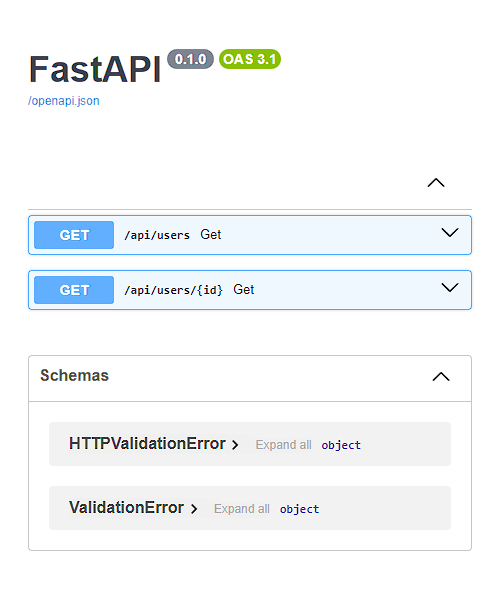 FastAPI 0.1.0 OAS 3.1
/openapi.json
GET /api/users Get
GET /api/users/{id} Get
Schemas
HTTPValidationError Expand all object
ValidationError Expand all object